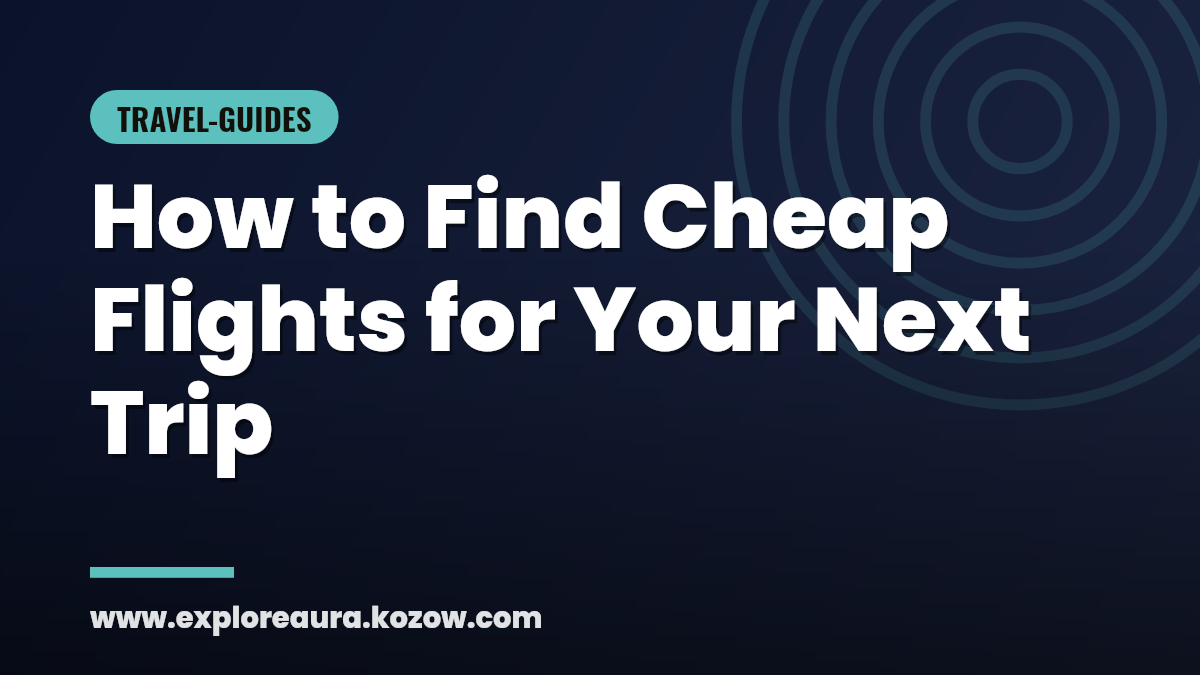 TRAVEL-GUIDES
How to Find Cheap
Flights for Your Next
Trip
www.exploreaura.kozow.com